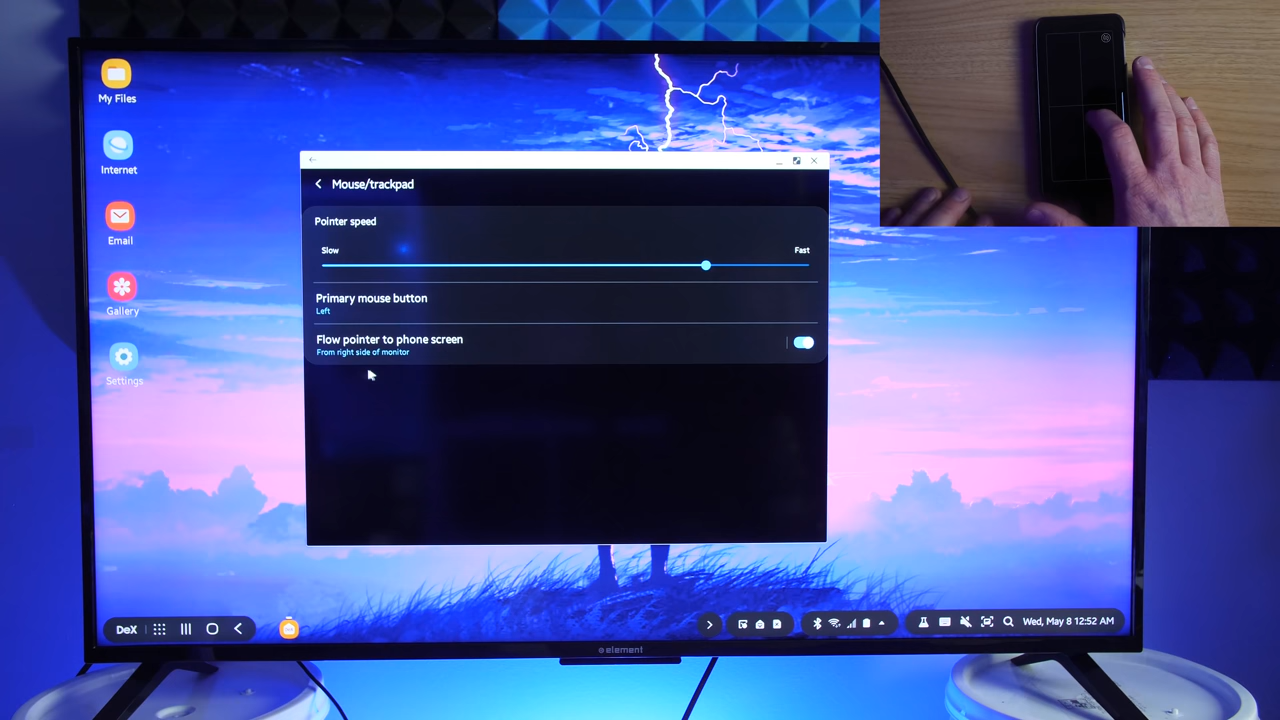 My Files
Internet
Email
Gallery
Settings
Mouse/trackpad
Pointer speed
Slow
Fast
Primary mouse button
Left
Flow pointer to phone screen
From right side of monitor
DeX
Wed, May 8 12:52 AM
element